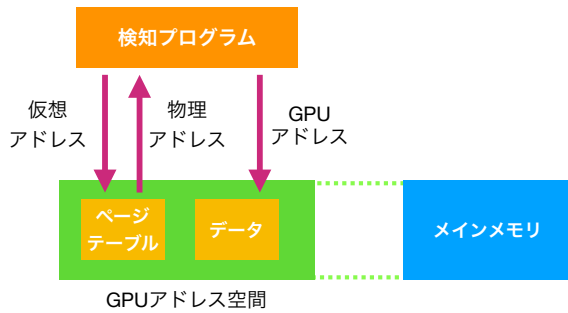 検知プログラム
仮想
アドレス
物理
アドレス
GPU
アドレス
ページ
テーブル
データ
メインメモリ
GPUアドレス空間